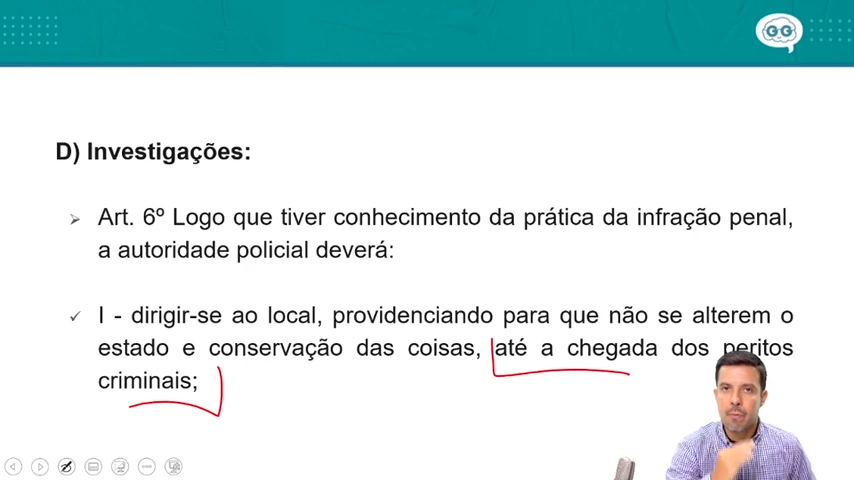 GG
D) Investigações:
Art. 6º Logo que tiver conhecimento da prática da infração penal,
a autoridade policial deverá:
I - dirigir-se ao local, providenciando para que não se alterem o
estado e conservação das coisas, até a chegada dos peritos
criminais;